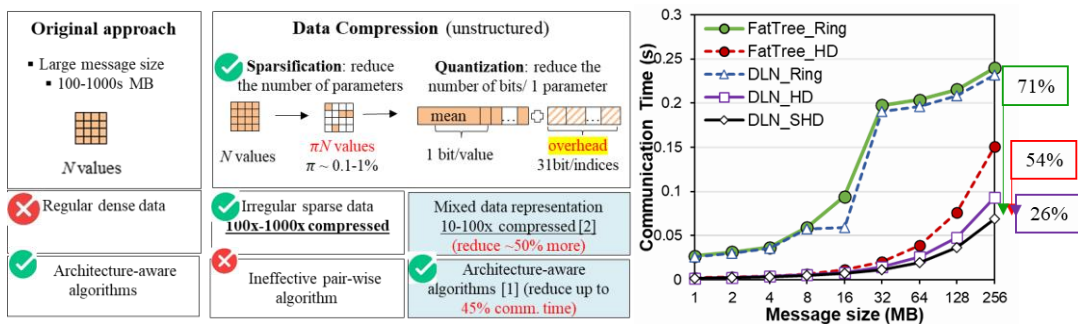 Original approach
▪ Large message size
▪ 100-1000s MB
N values
Regular dense data
Architecture-aware
algorithms
Data Compression (unstructured)
Sparsification: reduce
the number of parameters
N values
πN values
π ~ 0.1-1%
Quantization: reduce the
number of bits/ 1 parameter
mean
...
...
1 bit/value
overhead
31bit/indices
Irregular sparse data
100x-1000x compressed
Mixed data representation
10-100x compressed [2]
(reduce ~50% more)
Ineffective pair-wise
algorithm
Architecture-aware
algorithms [1] (reduce up to
45% comm. time)
Communication Time (s)
0.3
0.25
0.2
0.15
0.1
0.05
0
FatTree_Ring
FatTree_HD
DLN_Ring
DLN_HD
DLN_SHD
71%
54%
26%
1 2 4 8 16 32 64 128 256
Message size (MB)